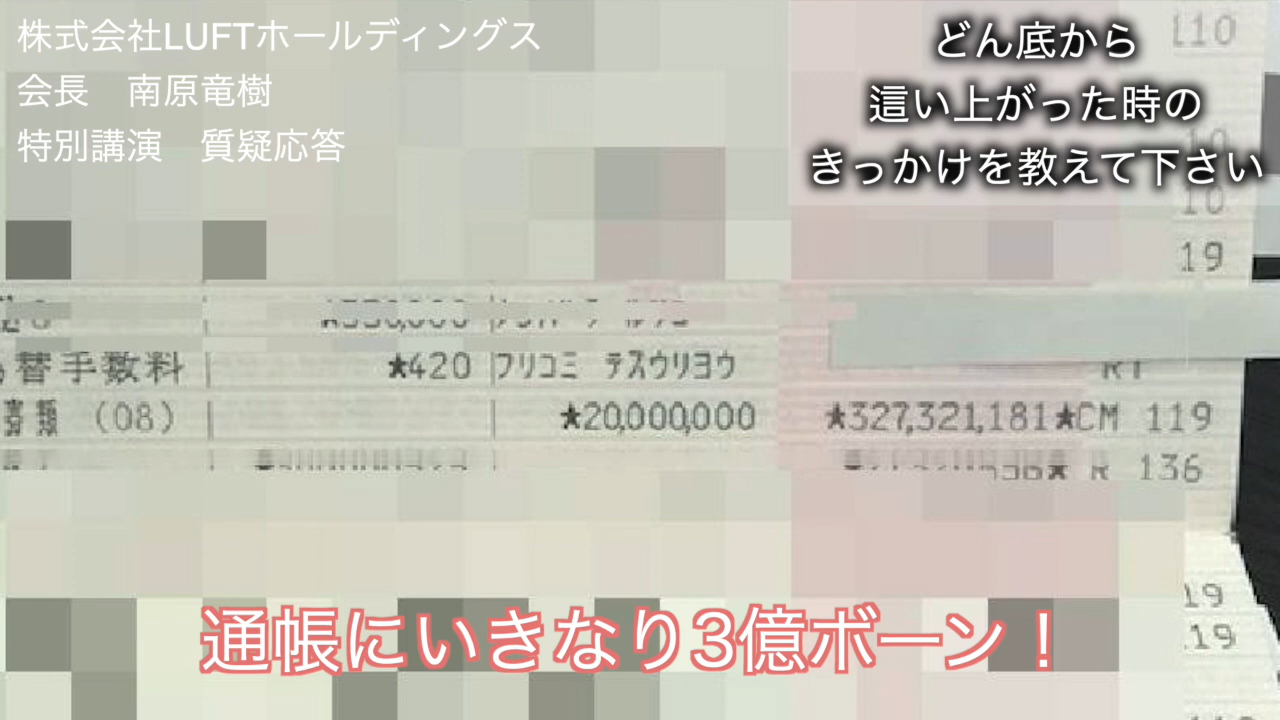 株式会社LUFTホールディングス
会長 南原竜樹
特別講演 質疑応答
どん底から
這い上がった時の
きっかけを教えて下さい
110
10
10
19
替手数料 ★420 フリコミ テスウリヨウ
書類 (08) ★20,000,000 ★327,321,181★CM 119
R 136
19
19
通帳にいきなり3億ボーン！